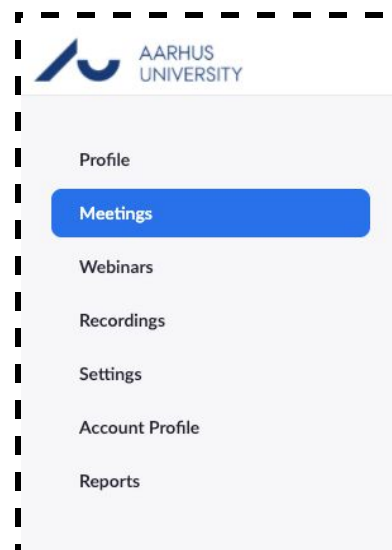 AARHUS
UNIVERSITY
Profile
Meetings
Webinars
Recordings
Settings
Account Profile
Reports